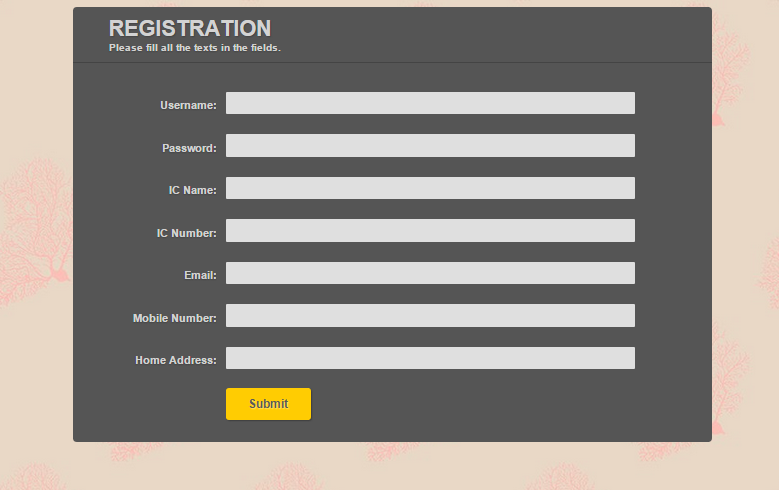 REGISTRATION
Please fill all the texts in the fields.
Username:
Password:
IC Name:
IC Number:
Email:
Mobile Number:
Home Address:
Submit